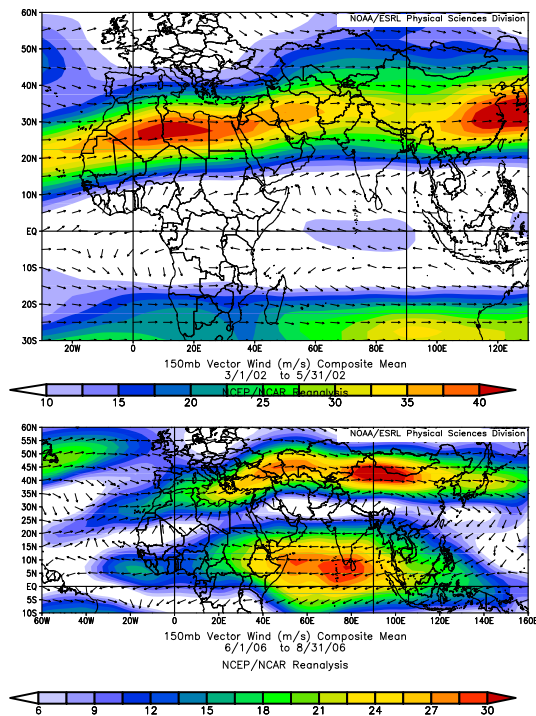 NOAA/ESRL Physical Sciences Division
60N
50N
40N
30N
20N
10N
EQ
10S
20S
30S
20W 0 20E 40E 60E 80E 100E 120E
150mb Vector Wind (m/s) Composite Mean
3/1/02 to 5/31/02
NCEP/NCAR Reanalysis
10 15 20 25 30 35 40
NOAA/ESRL Physical Sciences Division
60N
55N
50N
45N
40N
35N
30N
25N
20N
15N
10N
5N
EQ
5S
10S
60W 40W 20W 0 20E 40E 60E 80E 100E 120E 140E 160E
150mb Vector Wind (m/s) Composite Mean
6/1/06 to 8/31/06
NCEP/NCAR Reanalysis
6 9 12 15 18 21 24 27 30